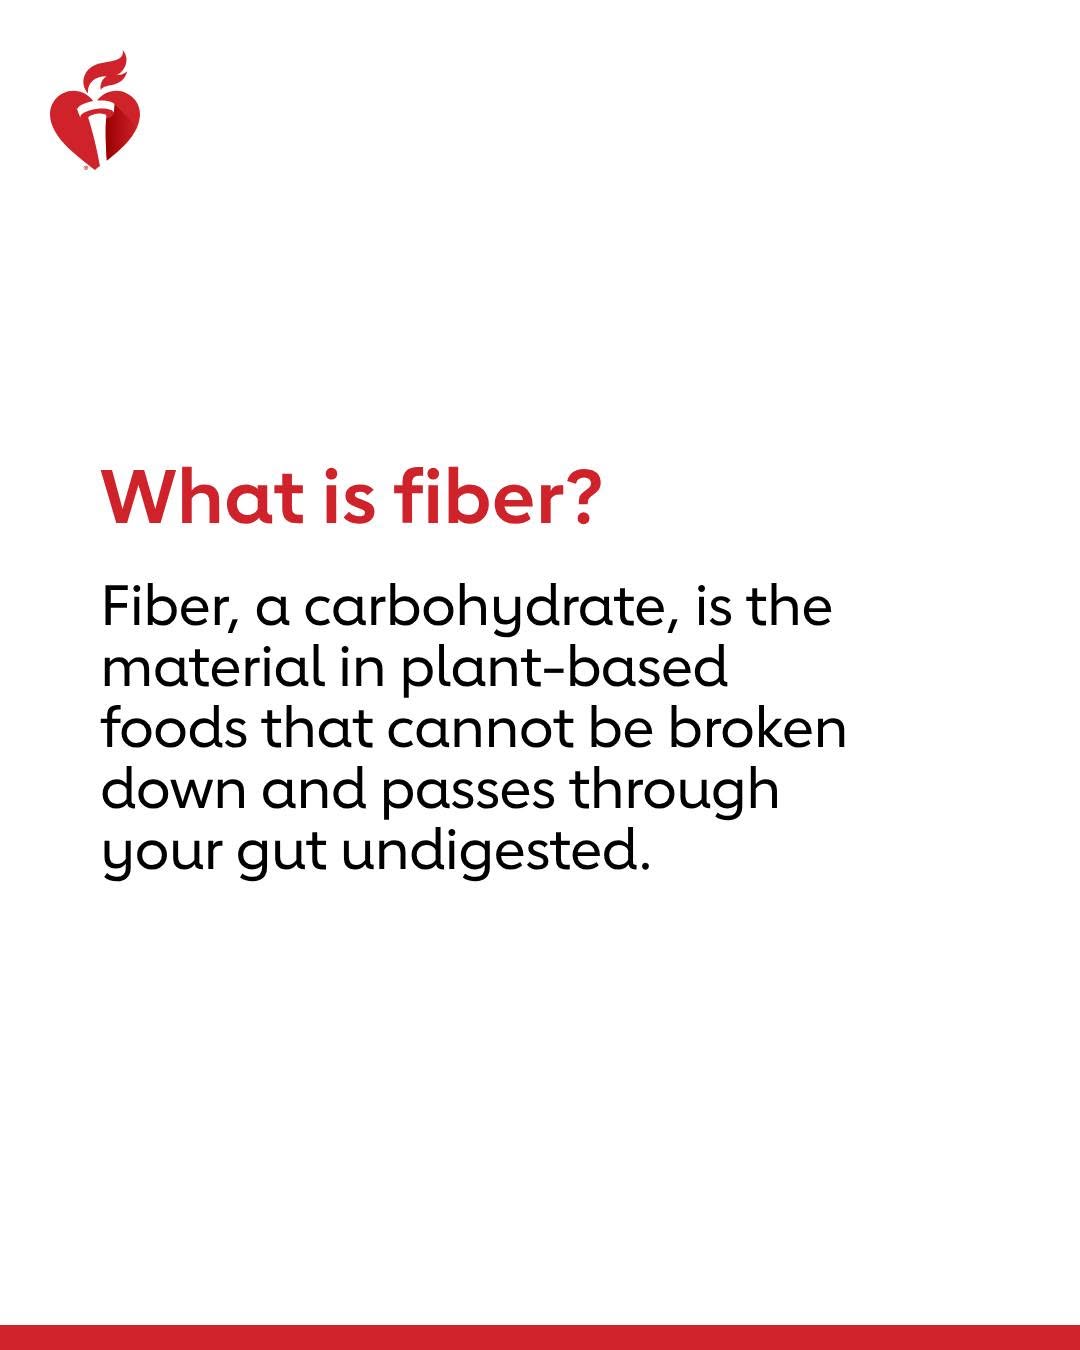 What is fiber?
Fiber, a carbohydrate, is the
material in plant-based
foods that cannot be broken
down and passes through
your gut undigested.